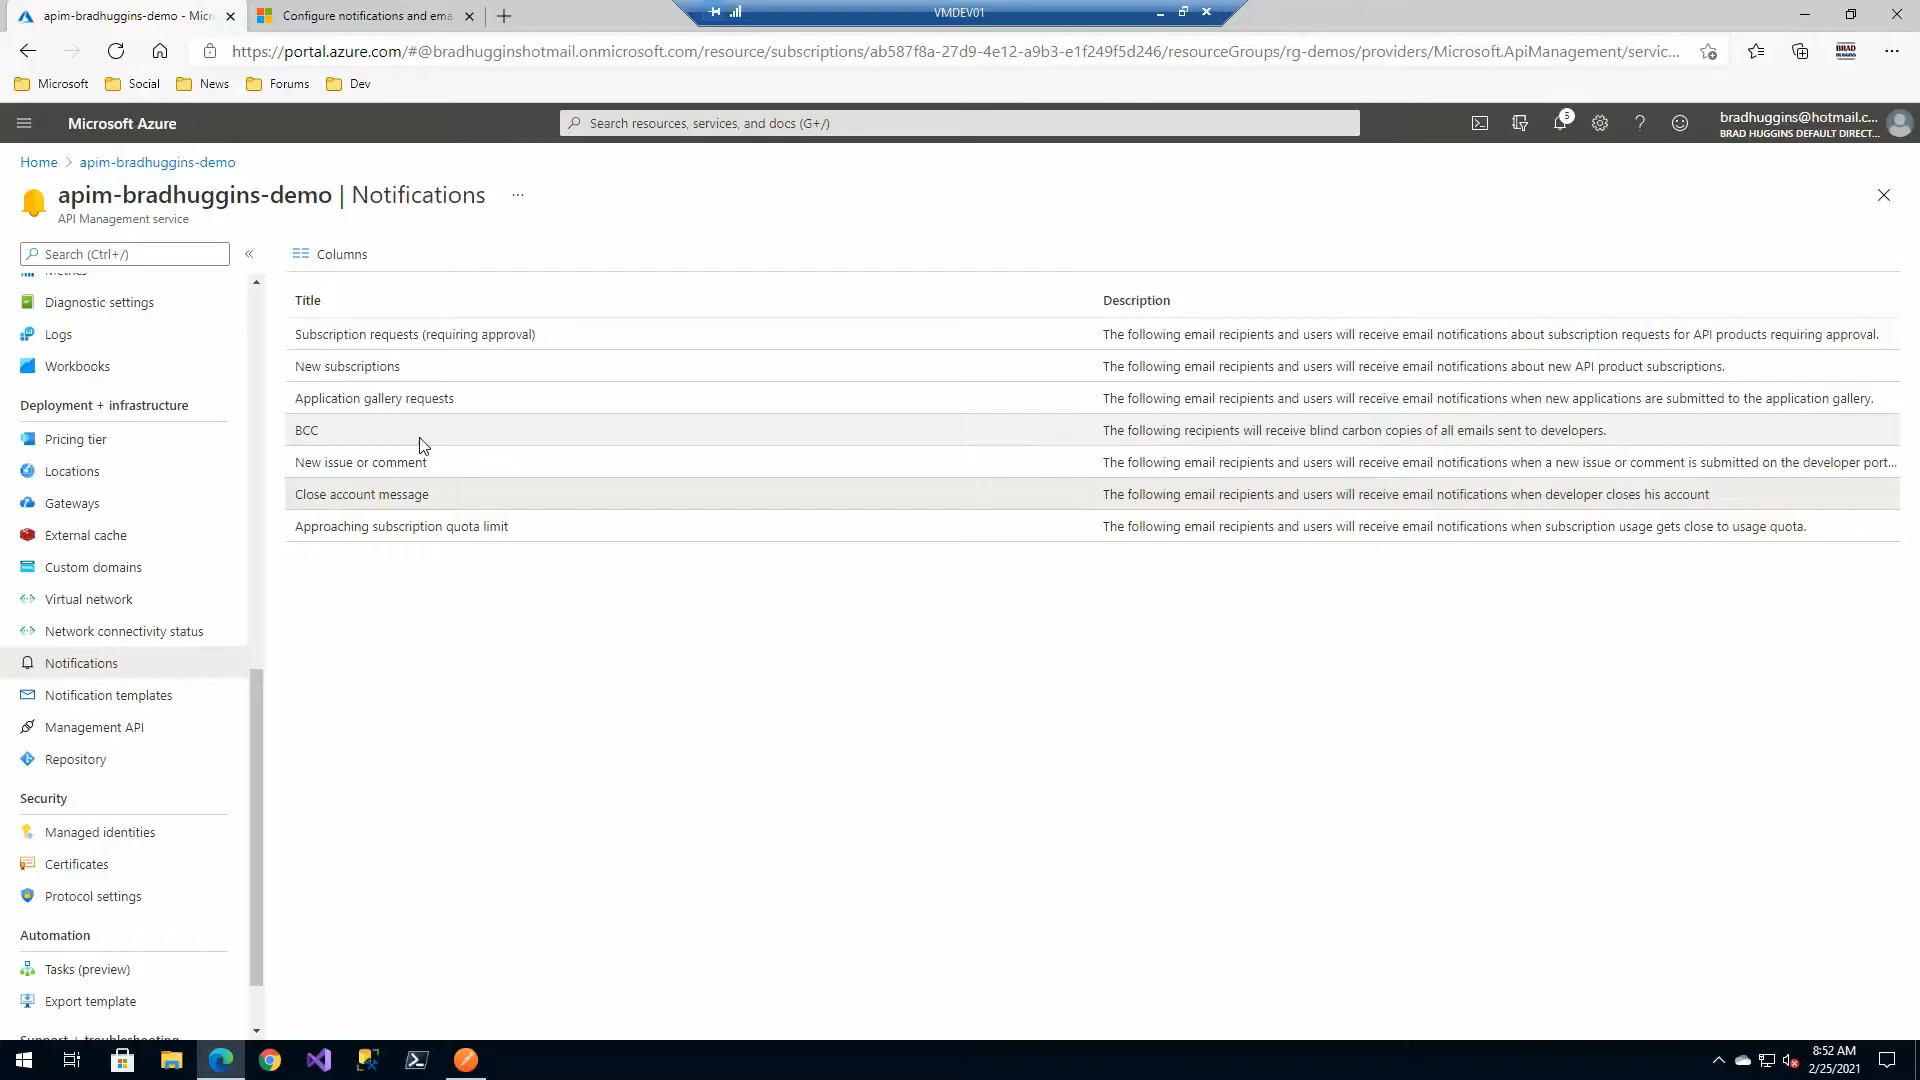 apim-bradhuggins-demo - Micr
Configure notifications and ema
VMDEV01
https://portal.azure.com/#@bradhugginshotmail.onmicrosoft.com/resource/subscriptions/ab587f8a-27d9-4e12-a9b3-e1f249f5d246/resourceGroups/rg-demos/providers/Microsoft.ApiManagement/servic...
BRAD
HUGGINS
Microsoft
Social
News
Forums
Dev
Microsoft Azure
Search resources, services, and docs (G+/)
5
bradhuggins@hotmail.c...
BRAD HUGGINS DEFAULT DIRECT...
Home > apim-bradhuggins-demo
apim-bradhuggins-demo | Notifications ...
API Management service
Search (Ctrl+/)
«
Columns
Metrics
Diagnostic settings
Logs
Workbooks
Deployment + infrastructure
Pricing tier
Locations
Gateways
External cache
Custom domains
Virtual network
Network connectivity status
Notifications
Notification templates
Management API
Repository
Security
Managed identities
Certificates
Protocol settings
Automation
Tasks (preview)
Export template
Support + troubleshooting
Title Description
Subscription requests (requiring approval) The following email recipients and users will receive email notifications about subscription requests for API products requiring approval.
New subscriptions The following email recipients and users will receive email notifications about new API product subscriptions.
Application gallery requests The following email recipients and users will receive email notifications when new applications are submitted to the application gallery.
BCC The following recipients will receive blind carbon copies of all emails sent to developers.
New issue or comment The following email recipients and users will receive email notifications when a new issue or comment is submitted on the developer port...
Close account message The following email recipients and users will receive email notifications when developer closes his account
Approaching subscription quota limit The following email recipients and users will receive email notifications when subscription usage gets close to usage quota.
8:52 AM
2/25/2021